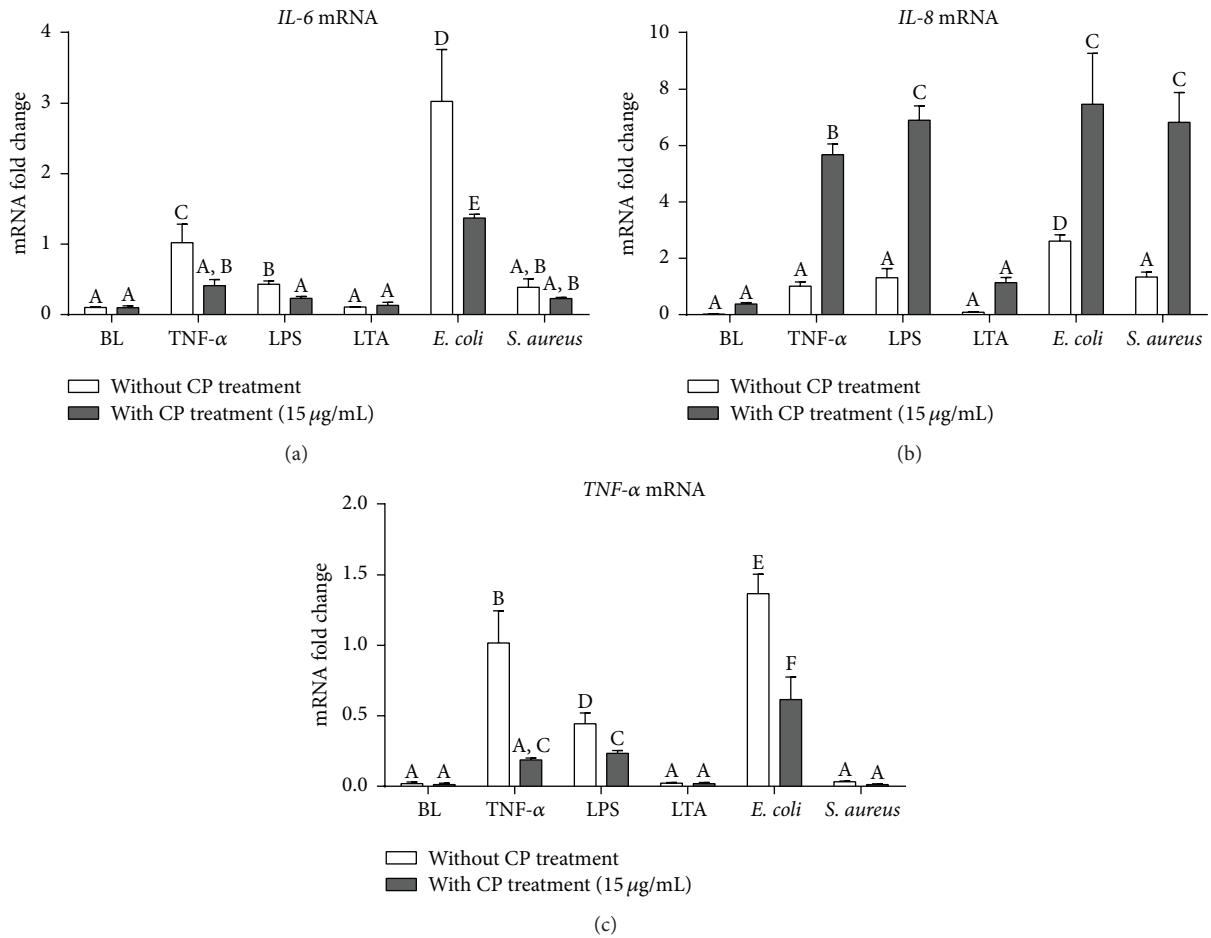 IL-6 mRNA
mRNA fold change
4
3
2
1
0
A A C A, B B A A A D E A, B A, B
BL TNF-α LPS LTA E. coli S. aureus
Without CP treatment
With CP treatment (15 μg/mL)
(a)
IL-8 mRNA
mRNA fold change
10
8
6
4
2
0
A A A B A C A A D C A C
BL TNF-α LPS LTA E. coli S. aureus
Without CP treatment
With CP treatment (15 μg/mL)
(b)
TNF-α mRNA
mRNA fold change
2.0
1.5
1.0
0.5
0.0
A A B A, C D C A A E F A A
BL TNF-α LPS LTA E. coli S. aureus
Without CP treatment
With CP treatment (15 μg/mL)
(c)